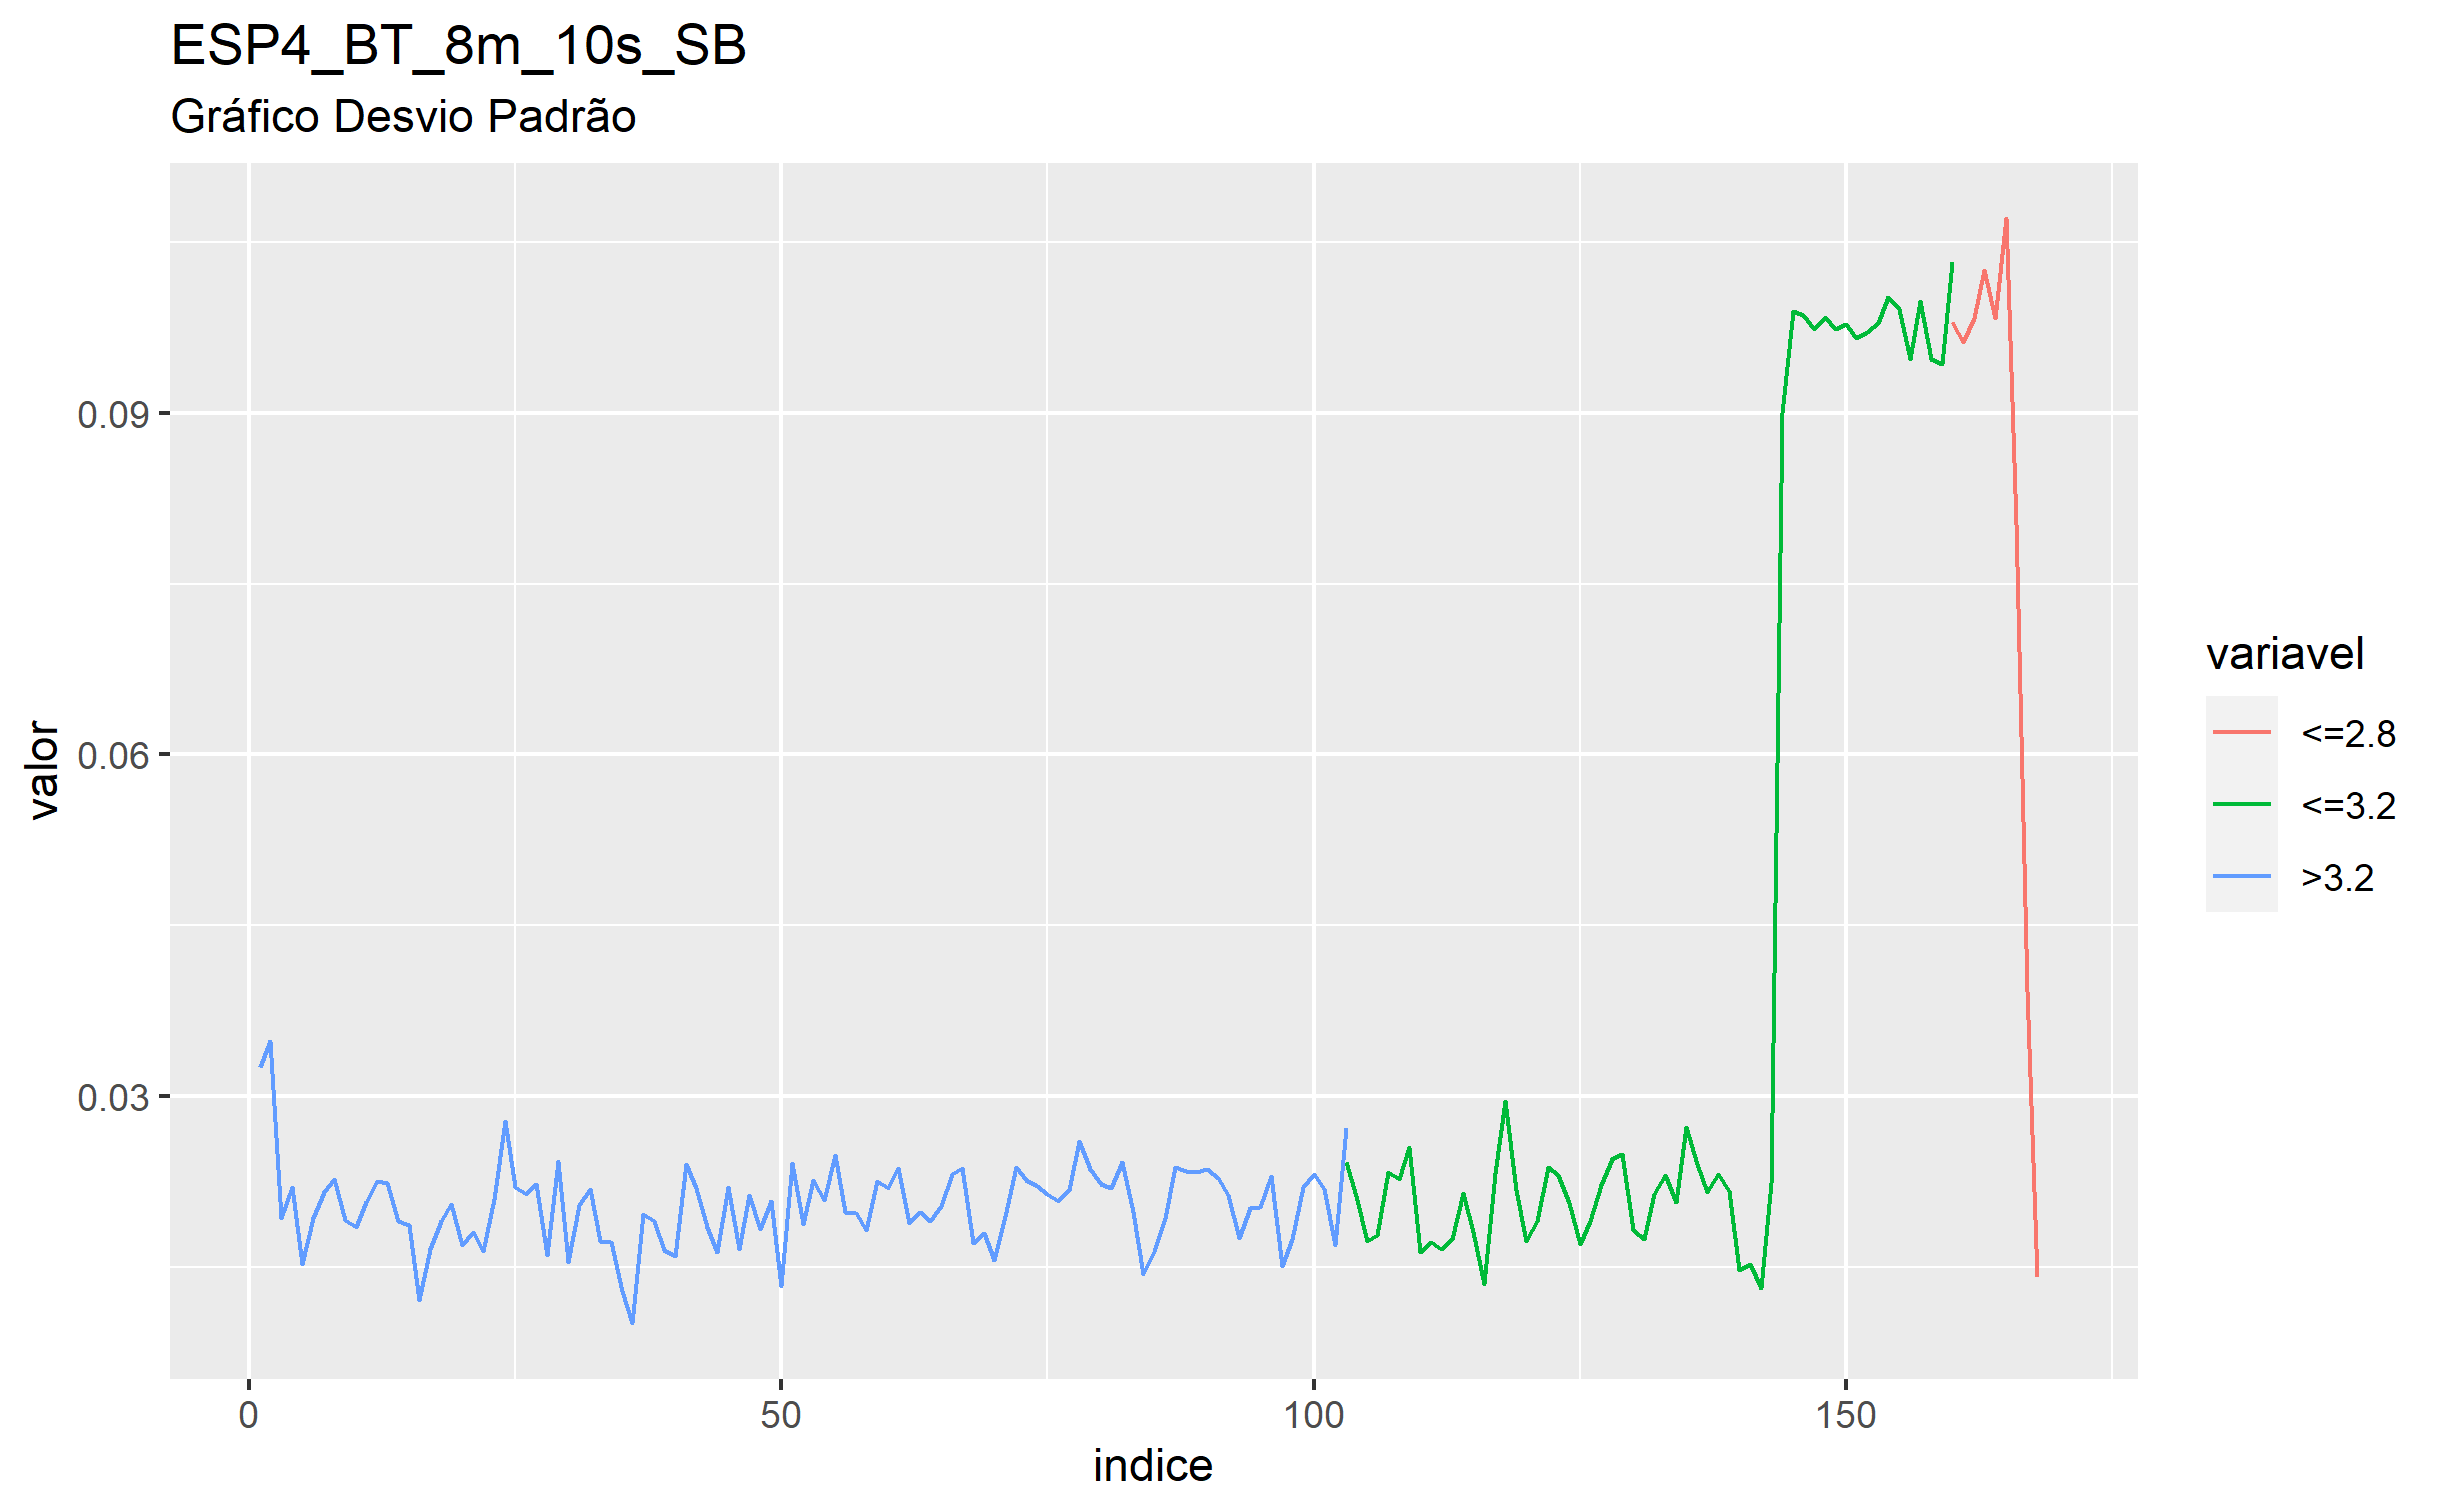 ESP4_BT_8m_10s_SB
Gráfico Desvio Padrão
valor
0.09
0.06
0.03
0
50
100
150
indice
variavel
<=2.8
<=3.2
>3.2